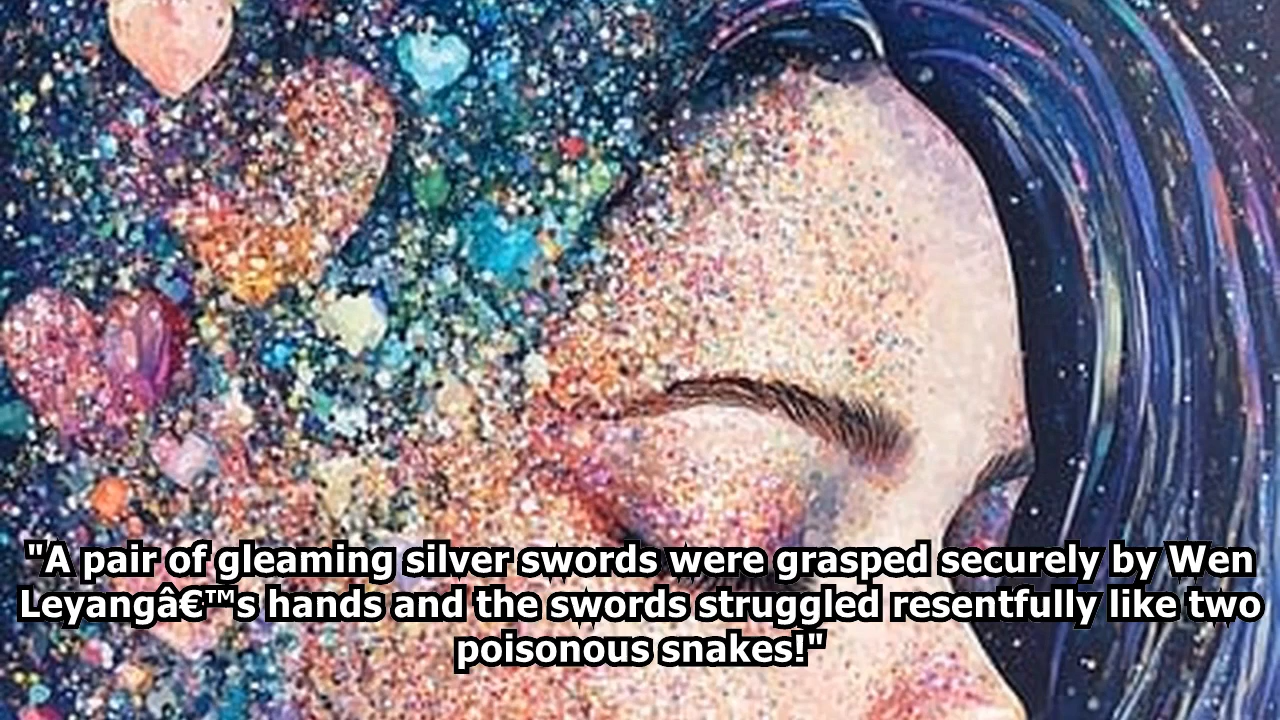 "A pair of gleaming silver swords were grasped securely by Wen
Leyangâ€™s hands and the swords struggled resentfully like two
poisonous snakes!"